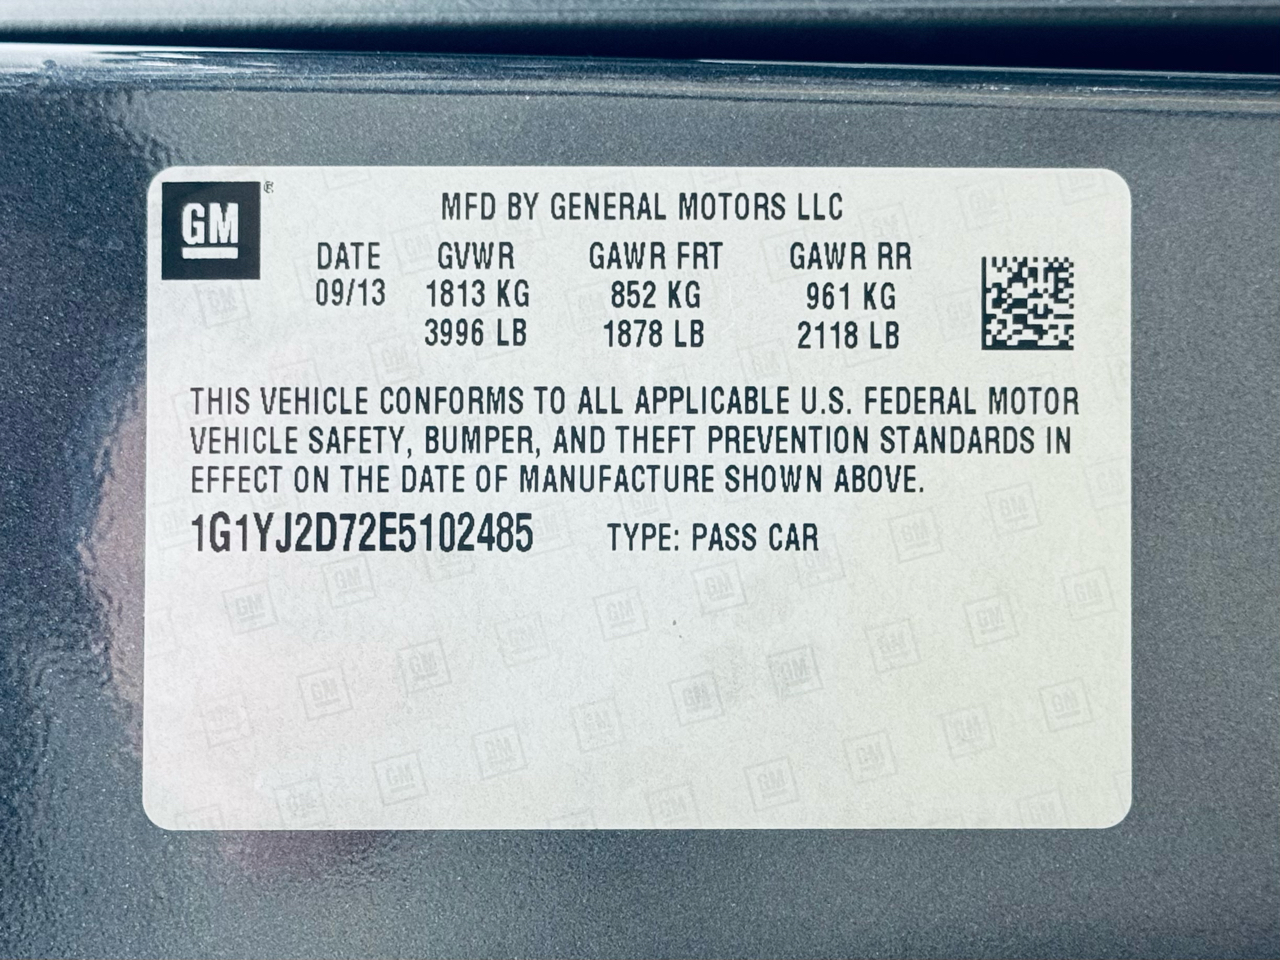 GM ®
MFD BY GENERAL MOTORS LLC
DATE GVWR GAWR FRT GAWR RR
09/13 1813 KG 852 KG 961 KG
3996 LB 1878 LB 2118 LB
THIS VEHICLE CONFORMS TO ALL APPLICABLE U.S. FEDERAL MOTOR
VEHICLE SAFETY, BUMPER, AND THEFT PREVENTION STANDARDS IN
EFFECT ON THE DATE OF MANUFACTURE SHOWN ABOVE.
1G1YJ2D72E5102485 TYPE: PASS CAR